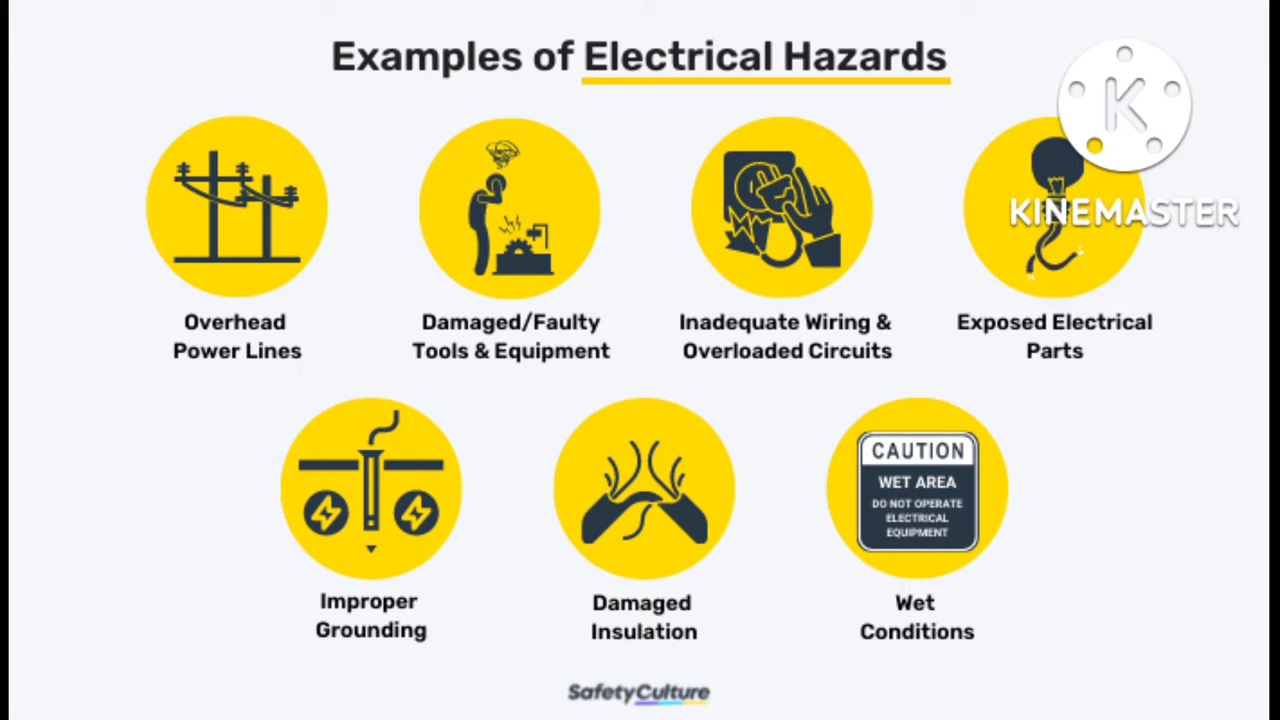 Examples of Electrical Hazards
KINEMASTER
Overhead
Power Lines
Damaged/Faulty
Tools & Equipment
Inadequate Wiring &
Overloaded Circuits
Exposed Electrical
Parts
CAUTION
WET AREA
DO NOT OPERATE
ELECTRICAL
EQUIPMENT
Improper
Grounding
Damaged
Insulation
Wet
Conditions
SafetyCulture